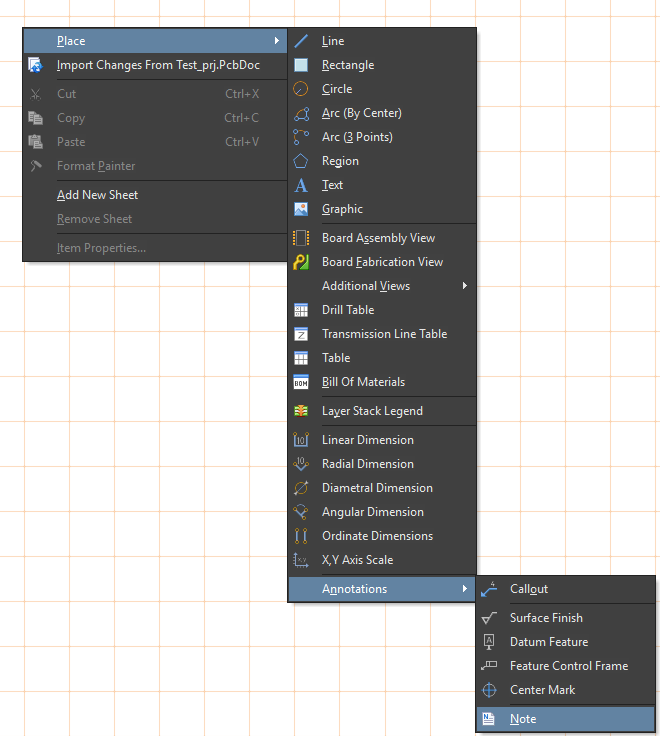 Place
Import Changes From Test_prj.PcbDoc
Cut Ctrl+X
Copy Ctrl+C
Paste Ctrl+V
Format Painter
Add New Sheet
Remove Sheet
Item Properties...
Line
Rectangle
Circle
Arc (By Center)
Arc (3 Points)
Region
A Text
Graphic
Board Assembly View
Board Fabrication View
Additional Views
Drill Table
Z Transmission Line Table
Table
BOM Bill Of Materials
Layer Stack Legend
10 Linear Dimension
10 Radial Dimension
Diametral Dimension
Angular Dimension
Ordinate Dimensions
X,Y X,Y Axis Scale
Annotations
4 Callout
Surface Finish
A Datum Feature
Feature Control Frame
Center Mark
N Note